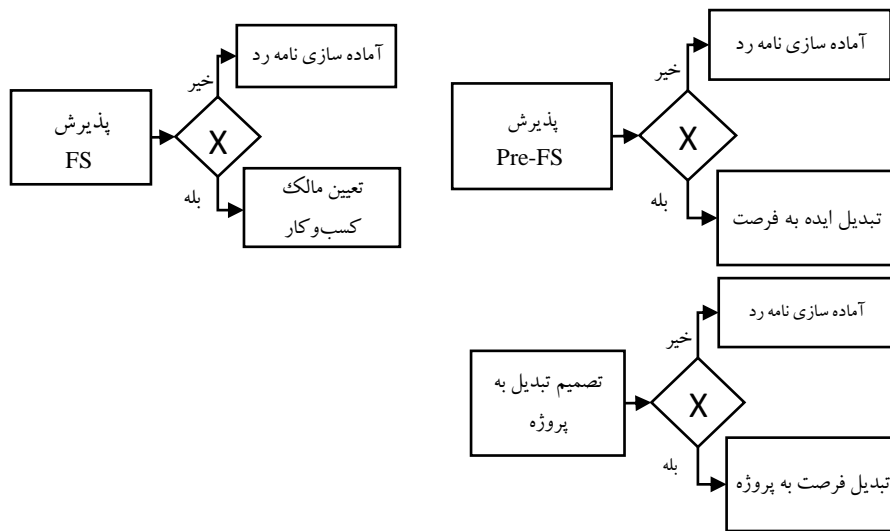 آماده سازی نامه رد
خیر
پذیرش
Pre-FS
X
بله
تبدیل ایده به فرصت
آماده سازی نامه رد
خیر
پذیرش
FS
X
بله
تعیین مالک
کسب‌وکار
آماده سازی نامه رد
خیر
تصمیم تبدیل به
پروژه
X
بله
تبدیل فرصت به پروژه